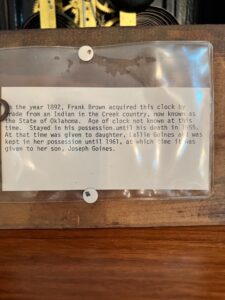 In the year 1892, Frank Brown acquired this clock by
trade from an Indian in the Creek country, now known as
the State of Oklahoma. Age of clock not known at this
time. Stayed in his possession until his death in 1955.
At that time was given to daughter, Goines and was
kept in her possession until 1961, at which time it was
given to her son, Joseph Goines.